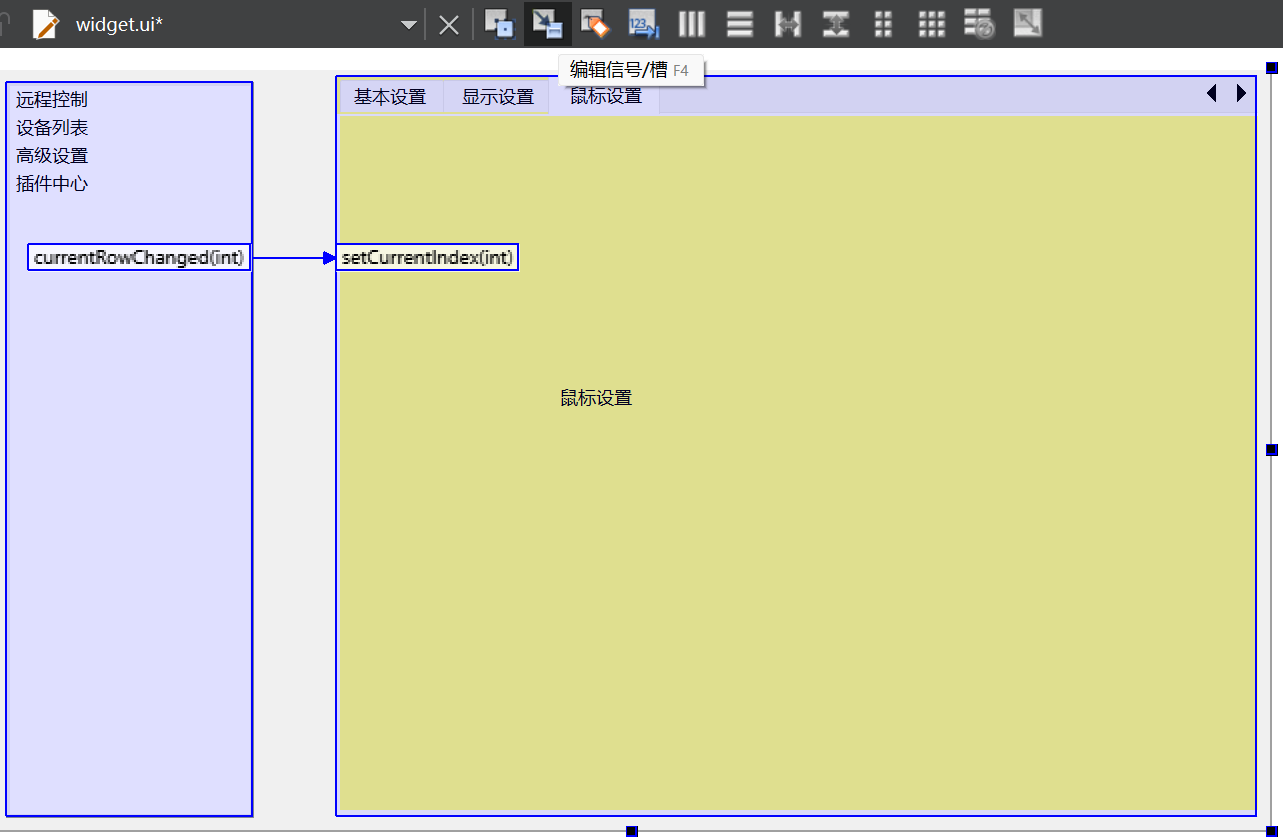 widget.ui*
编辑信号/槽 F4
远程控制
设备列表
高级设置
插件中心
基本设置 显示设置 鼠标设置
currentRowChanged(int)
setCurrentIndex(int)
鼠标设置
123